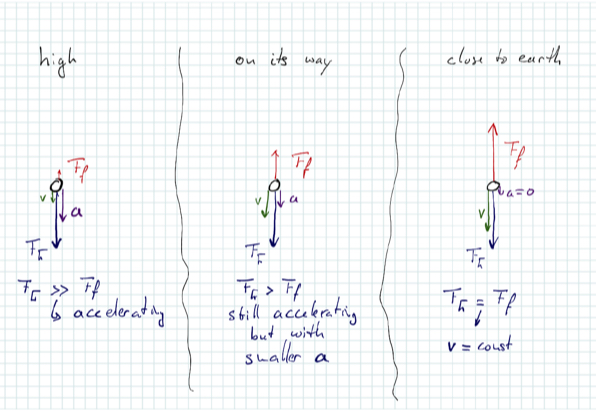 high
F_f
v
a
F_G
F_G >> F_f
↳ accelerating
on its way
F_f
v
a
F_G
F_G > F_f
still accelerating
but with
smaller a
close to earth
F_f
a=0
v
F_G
F_G = F_f
↓
v = const